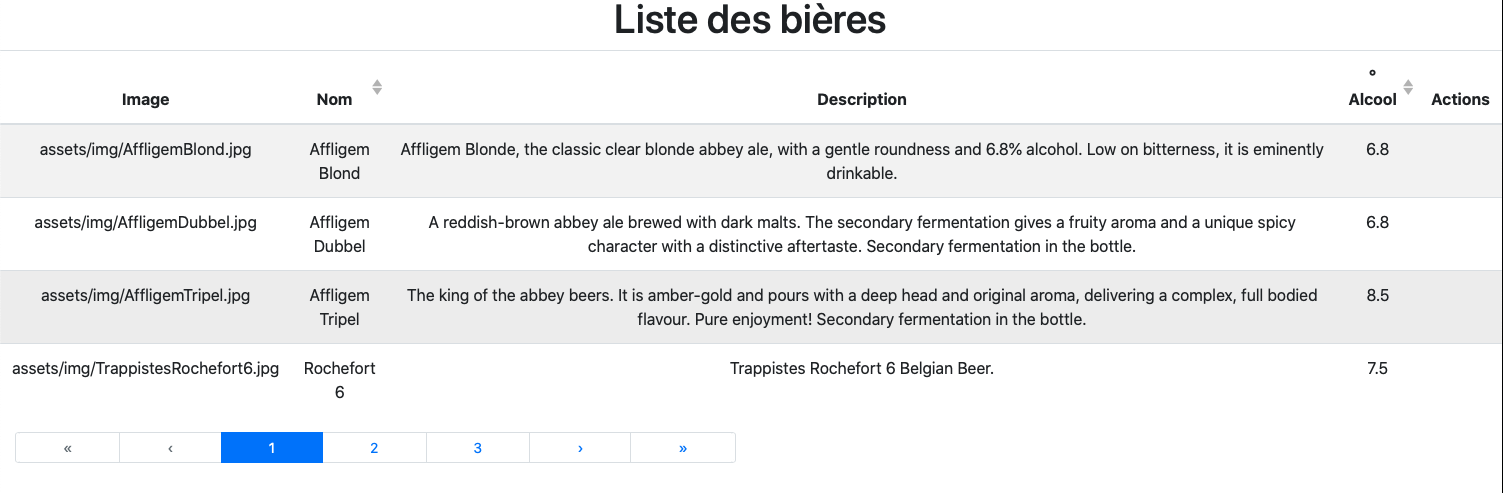 Liste des bières
°
Image Nom Description Alcool Actions
assets/img/AffligemBlond.jpg Affligem Affligem Blonde, the classic clear blonde abbey ale, with a gentle roundness and 6.8% alcohol. Low on bitterness, it is eminently 6.8
Blond drinkable.
assets/img/AffligemDubbel.jpg Affligem A reddish-brown abbey ale brewed with dark malts. The secondary fermentation gives a fruity aroma and a unique spicy 6.8
Dubbel character with a distinctive aftertaste. Secondary fermentation in the bottle.
assets/img/AffligemTripel.jpg Affligem The king of the abbey beers. It is amber-gold and pours with a deep head and original aroma, delivering a complex, full bodied 8.5
Tripel flavour. Pure enjoyment! Secondary fermentation in the bottle.
assets/img/TrappistesRochefort6.jpg Rochefort Trappistes Rochefort 6 Belgian Beer. 7.5
6
« ‹ 1 2 3 › »